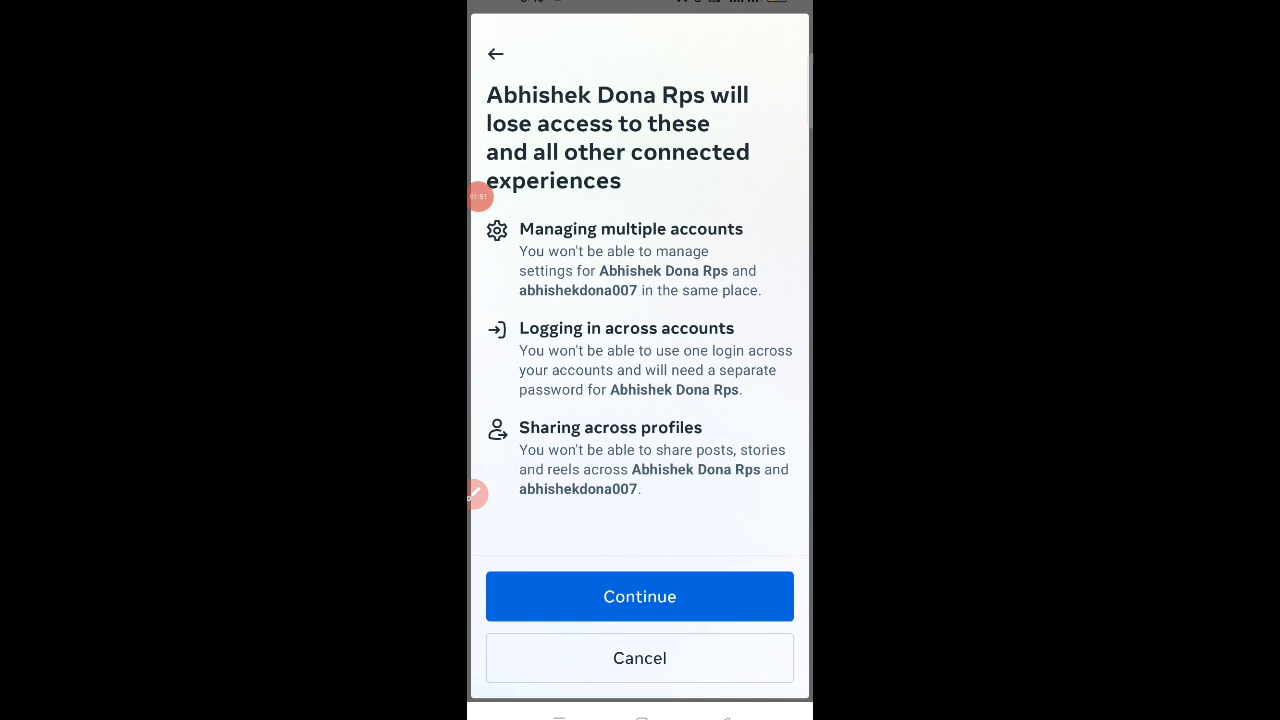 Abhishek Dona Rps will
lose access to these
and all other connected
experiences
01:51
Managing multiple accounts
You won't be able to manage
settings for Abhishek Dona Rps and
abhishekdona007 in the same place.
Logging in across accounts
You won't be able to use one login across
your accounts and will need a separate
password for Abhishek Dona Rps.
Sharing across profiles
You won't be able to share posts, stories
and reels across Abhishek Dona Rps and
abhishekdona007.
Continue
Cancel